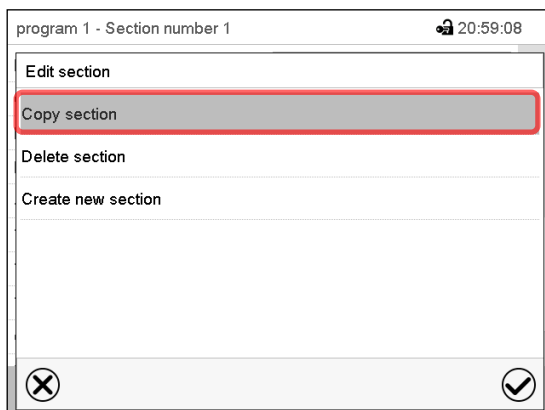 program 1 - Section number 1 20:59:08
Edit section
Copy section
Delete section
Create new section